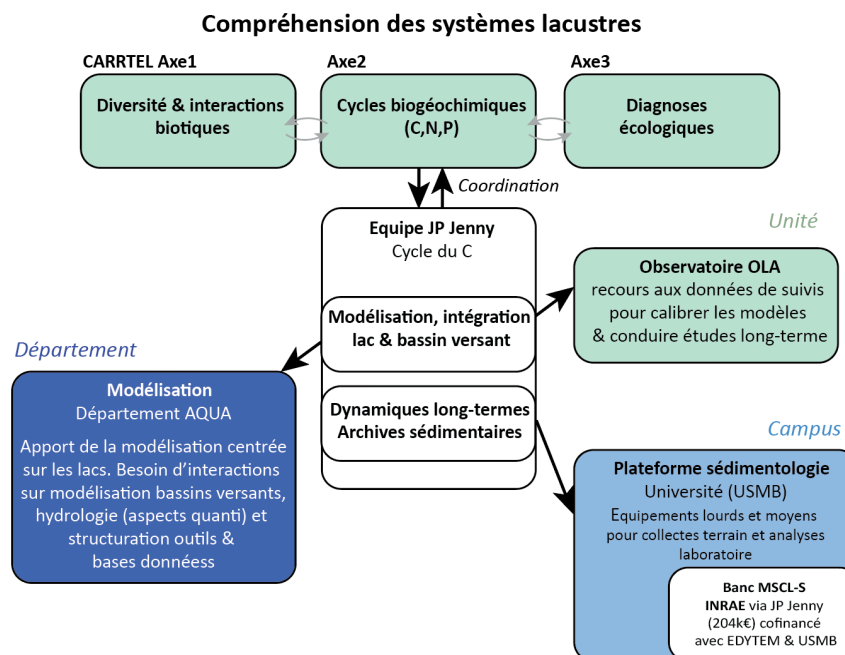 Compréhension des systèmes lacustres
CARRTEL Axe1
Axe2
Axe3
Diversité & interactions
biotiques
Cycles biogéochimiques
(C,N,P)
Diagnoses
écologiques
Coordination
Equipe JP Jenny
Cycle du C
Modélisation, intégration
lac & bassin versant
Dynamiques long-termes
Archives sédimentaires
Unité
Observatoire OLA
recours aux données de suivis
pour calibrer les modèles
& conduire études long-terme
Département
Modélisation
Département AQUA
Apport de la modélisation centrée
sur les lacs. Besoin d'interactions
sur modélisation bassins versants,
hydrologie (aspects quanti) et
structuration outils &
bases donnéess
Campus
Plateforme sédimentologie
Université (USMB)
Equipements lourds et moyens
pour collectes terrain et analyses
laboratoire
Banc MSCL-S
INRAE via JP Jenny
(204k€) cofinancé
avec EDYTEM & USMB